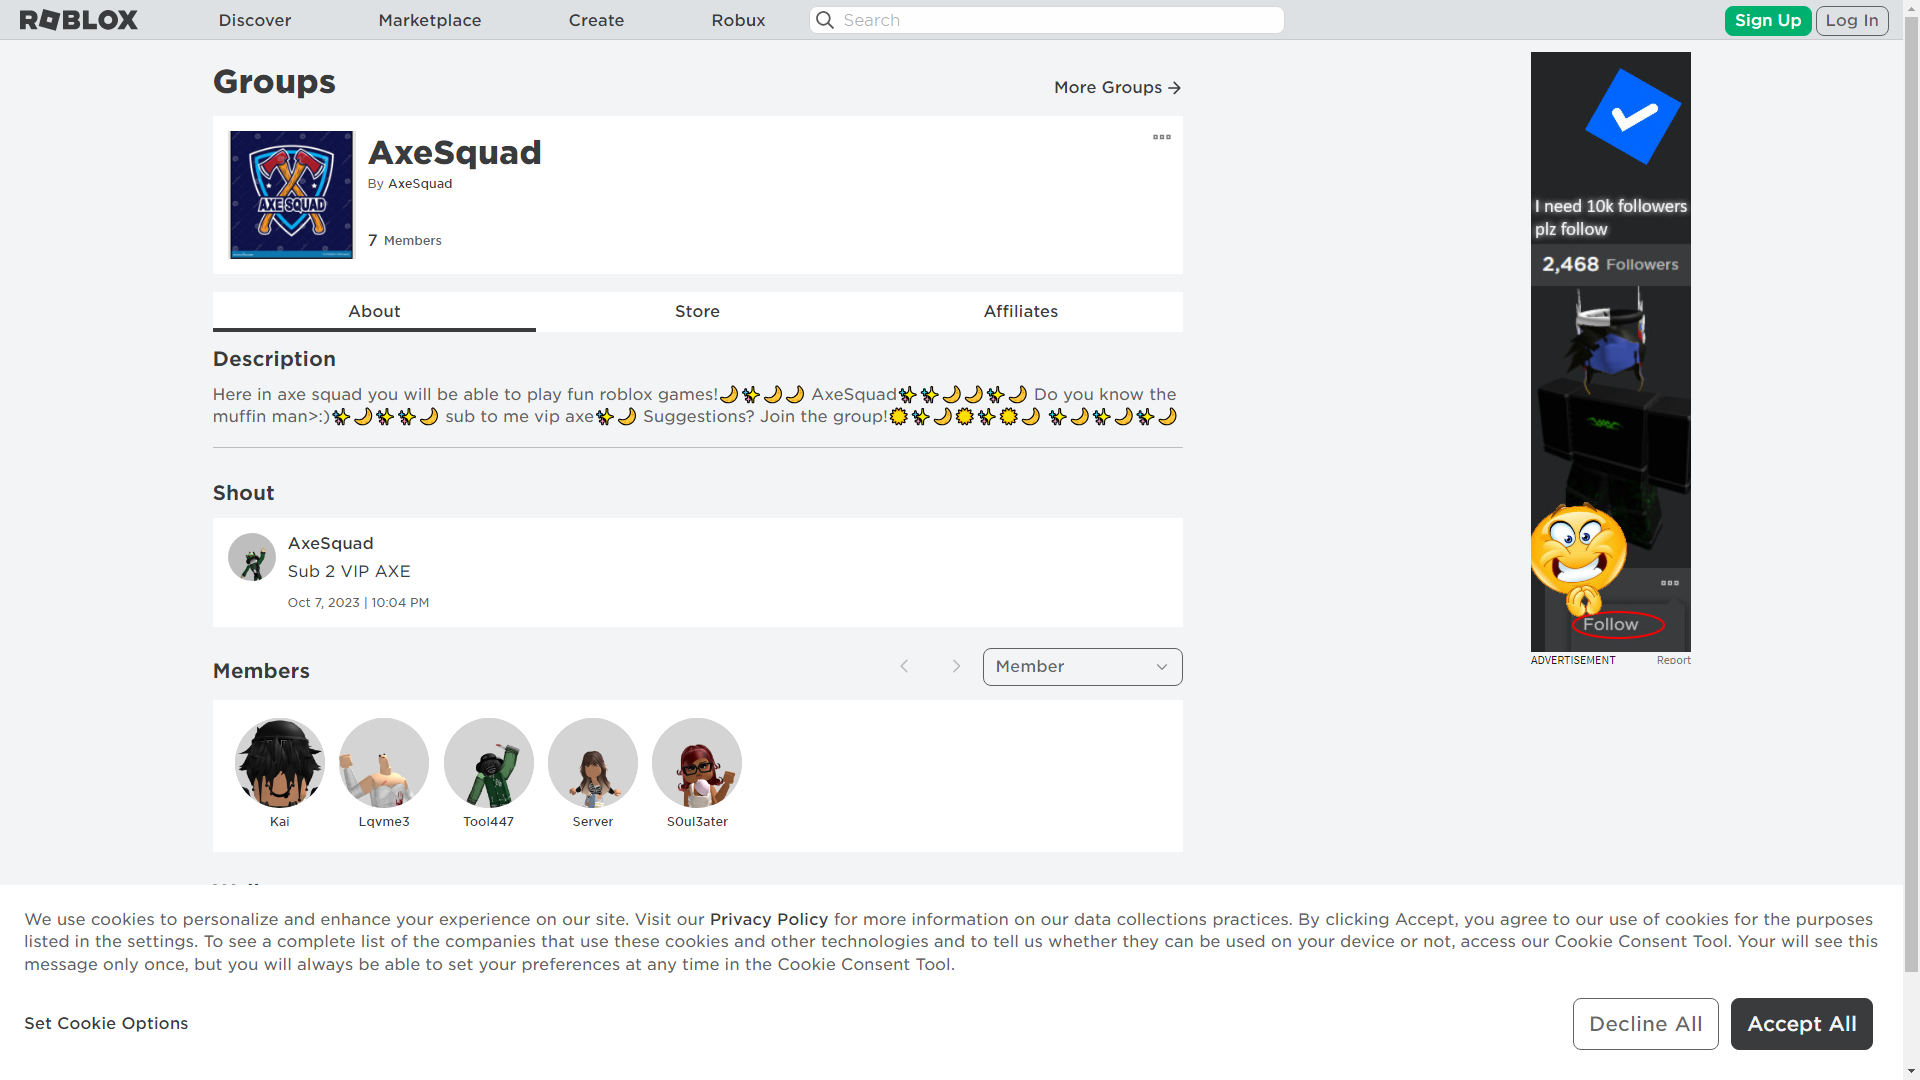 ROBLOX
Discover
Marketplace
Create
Robux
Search
Sign Up
Log In
Groups
More Groups
AXE SQUAD
AxeSquad
By AxeSquad
7 Members
About
Store
Affiliates
Description
Here in axe squad you will be able to play fun roblox games!🌙✨🌙🌙 AxeSquad✨✨🌙🌙✨🌙 Do you know the
muffin man>:)✨🌙✨✨🌙 sub to me vip axe✨🌙 Suggestions? Join the group!🌟✨🌙🌟✨🌟🌙 ✨🌙✨🌙✨🌙
Shout
AxeSquad
Sub 2 VIP AXE
Oct 7, 2023 | 10:04 PM
Members
Member
Kai
Lqvme3
Tool447
Server
S0ul3ater
I need 10k followers
plz follow
2,468 Followers
Follow
ADVERTISEMENT
Report
We use cookies to personalize and enhance your experience on our site. Visit our Privacy Policy for more information on our data collections practices. By clicking Accept, you agree to our use of cookies for the purposes
listed in the settings. To see a complete list of the companies that use these cookies and other technologies and to tell us whether they can be used on your device or not, access our Cookie Consent Tool. Your will see this
message only once, but you will always be able to set your preferences at any time in the Cookie Consent Tool.
Set Cookie Options
Decline All
Accept All